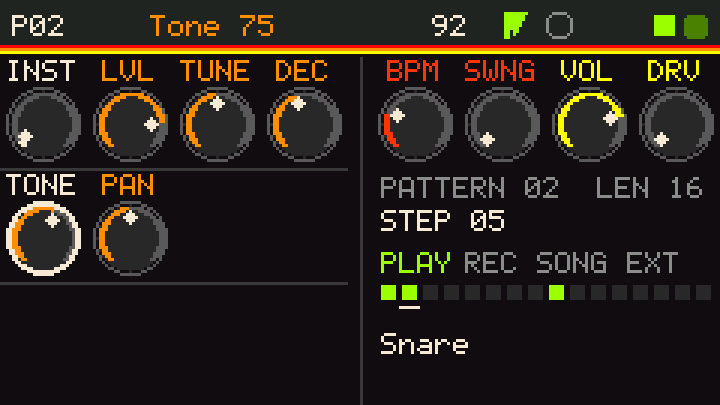 P02 Tone 75 92
INST LVL TUNE DEC BPM SWNG VOL DRV
TONE PAN
PATTERN 02 LEN 16
STEP 05
PLAY REC SONG EXT
Snare